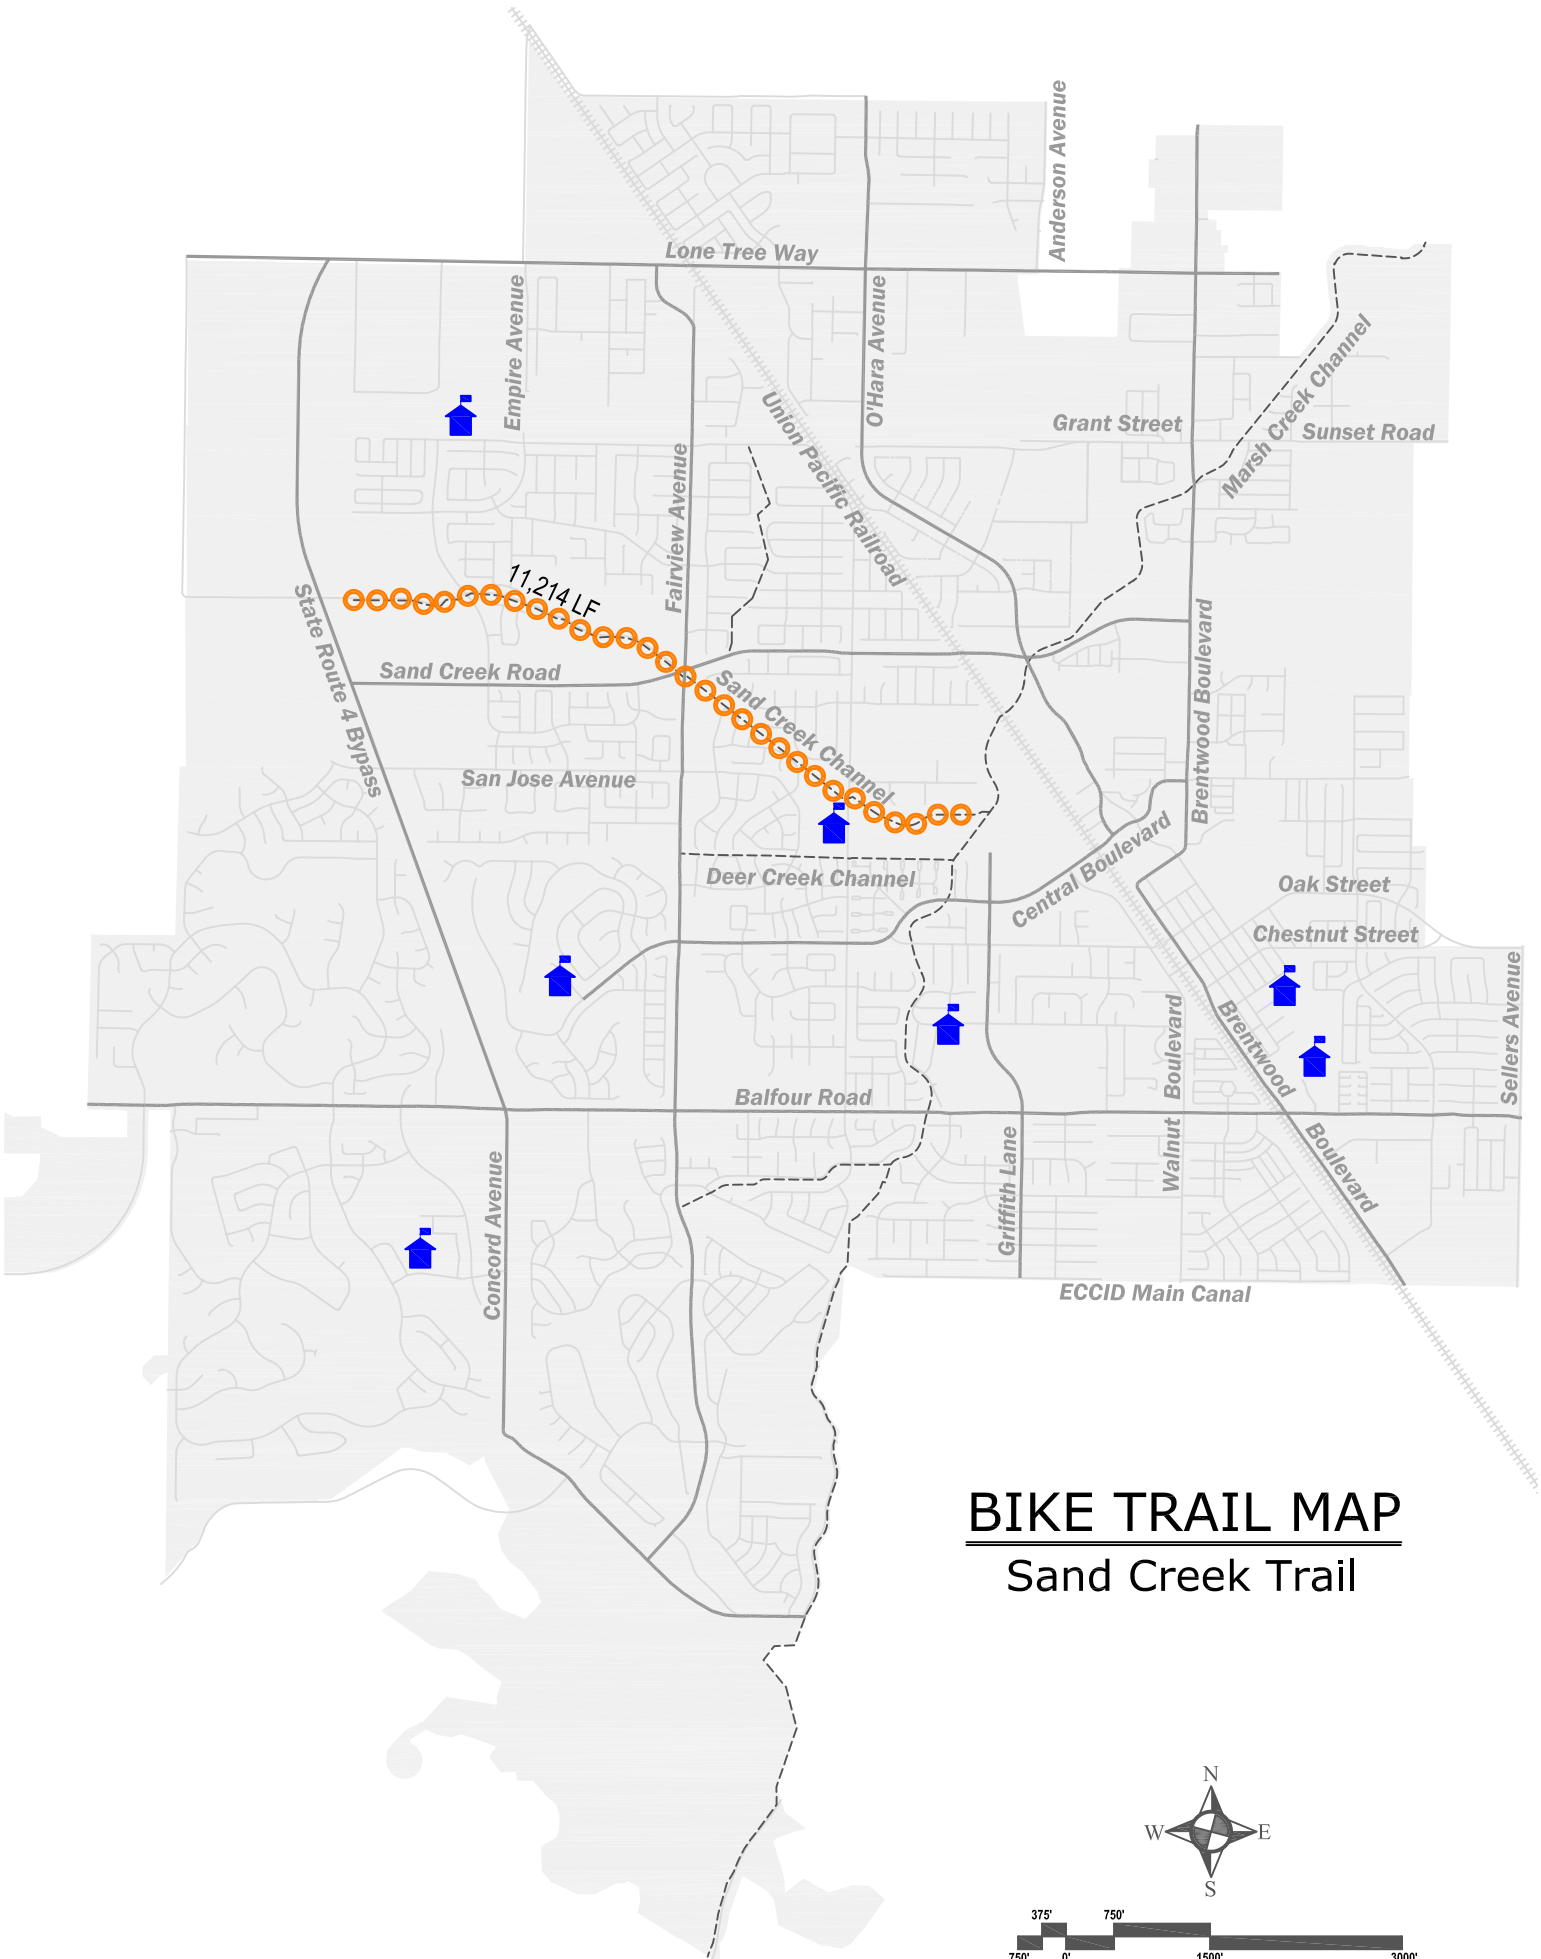 Anderson Avenue
Lone Tree Way
Empire Avenue
O'Hara Avenue
Union Pacific Railroad
Grant Street
Marsh Creek Channel
Sunset Road
Fairview Avenue
11,214 LF
State Route 4 Bypass
Sand Creek Road
Sand Creek Channel
Brentwood Boulevard
San Jose Avenue
Deer Creek Channel
Central Boulevard
Oak Street
Chestnut Street
Sellers Avenue
Brentwood
Boulevard
Walnut
Boulevard
Balfour Road
Griffith Lane
Concord Avenue
ECCID Main Canal
BIKE TRAIL MAP
Sand Creek Trail
N
W
E
S
375'
750'
750'
0'
1500'
3000'